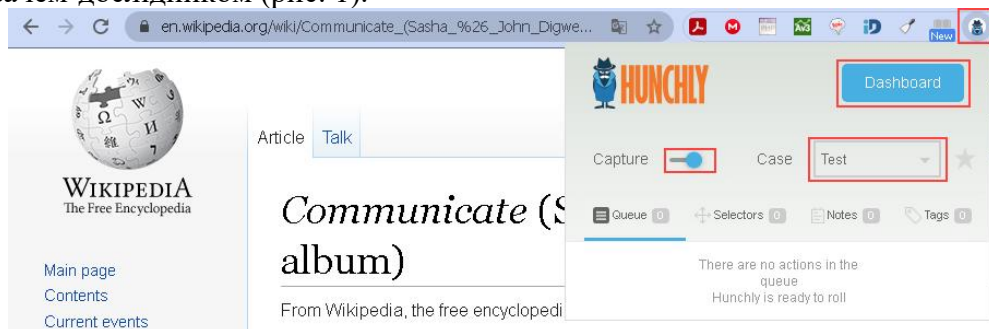 дослідником (рис. 1).
en.wikipedia.org/wiki/Communicate_(Sasha_%26_John_Digwe...
New
HUNCHLY
Dashboard
Article Talk
Capture Case Test
WIKIPEDIA
The Free Encyclopedia
Queue 0 Selectors 0 Notes 0 Tags 0
Communicate (S
album)
There are no actions in the
queue
Hunchly is ready to roll
Main page
Contents
Current events
From Wikipedia, the free encyclopedi